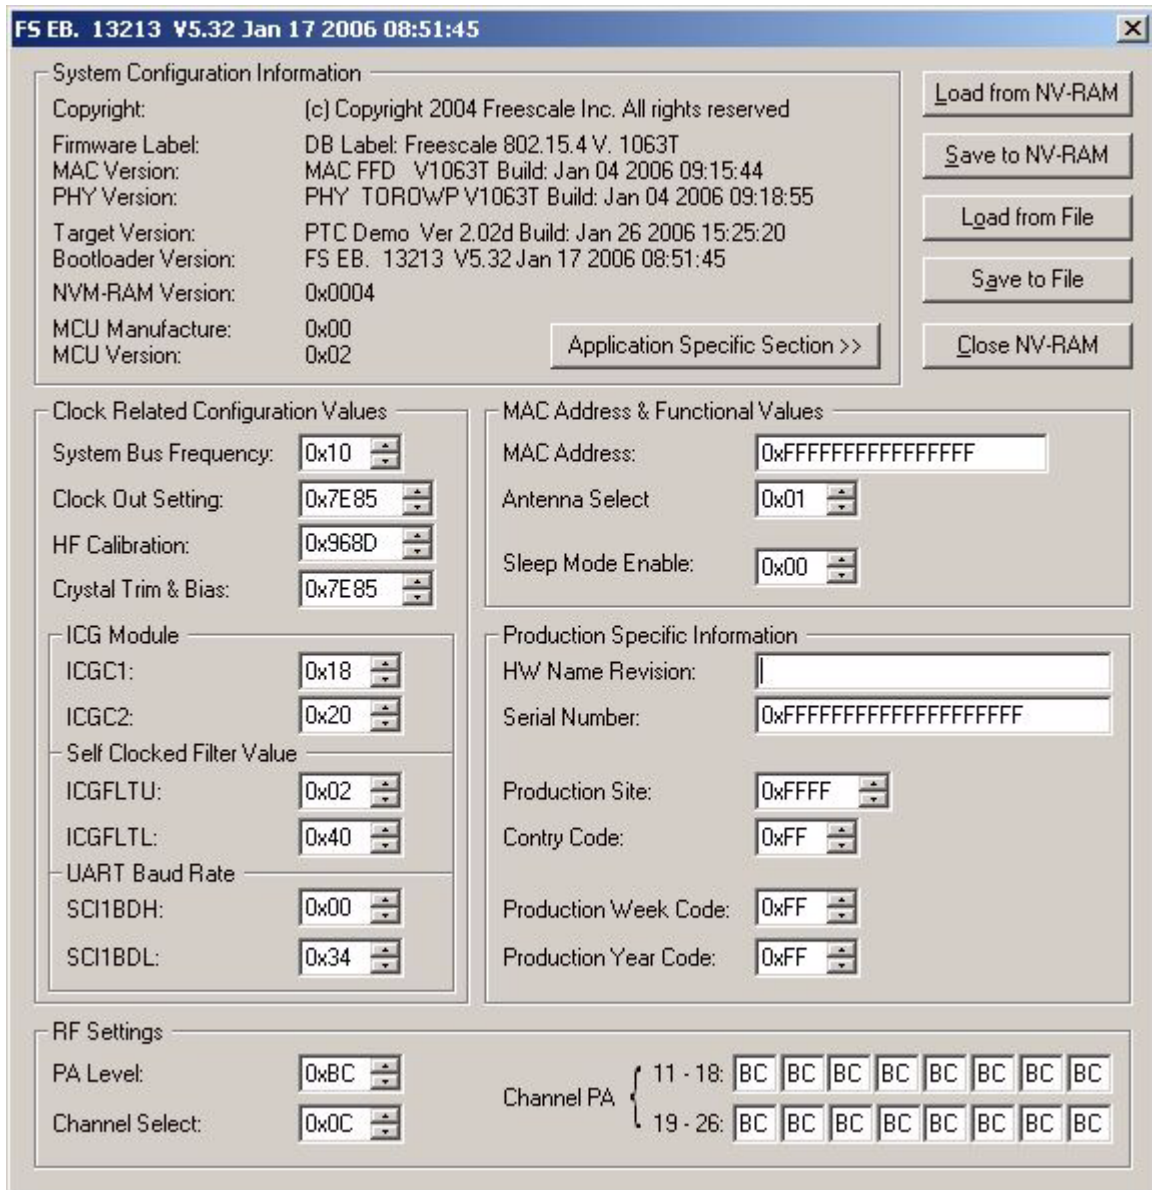 FS EB.  13213  V5.32 Jan 17 2006 08:51:45
System Configuration Information
Copyright: (c) Copyright 2004 Freescale Inc. All rights reserved
Firmware Label: DB Label: Freescale 802.15.4 V. 1063T
MAC Version: MAC FFD   V1063T Build: Jan 04 2006 09:15:44
PHY Version: PHY  TOROWP V1063T Build: Jan 04 2006 09:18:55
Target Version: PTC Demo  Ver 2.02d Build: Jan 26 2006 15:25:20
Bootloader Version: FS EB.  13213  V5.32 Jan 17 2006 08:51:45
NVM-RAM Version: 0x0004
MCU Manufacture: 0x00
MCU Version: 0x02
Application Specific Section >>
Load from NV-RAM
Save to NV-RAM
Load from File
Save to File
Close NV-RAM
Clock Related Configuration Values
System Bus Frequency: 0x10
Clock Out Setting: 0x7E85
HF Calibration: 0x968D
Crystal Trim & Bias: 0x7E85
ICG Module
ICGC1: 0x18
ICGC2: 0x20
Self Clocked Filter Value
ICGFLTU: 0x02
ICGFLTL: 0x40
UART Baud Rate
SCI1BDH: 0x00
SCI1BDL: 0x34
MAC Address & Functional Values
MAC Address: 0xFFFFFFFFFFFFFFFF
Antenna Select 0x01
Sleep Mode Enable: 0x00
Production Specific Information
HW Name Revision:
Serial Number: 0xFFFFFFFFFFFFFFFFFFFF
Production Site: 0xFFFF
Contry Code: 0xFF
Production Week Code: 0xFF
Production Year Code: 0xFF
RF Settings
PA Level: 0xBC
Channel Select: 0x0C
Channel PA
11 - 18: BC BC BC BC BC BC BC BC
19 - 26: BC BC BC BC BC BC BC BC